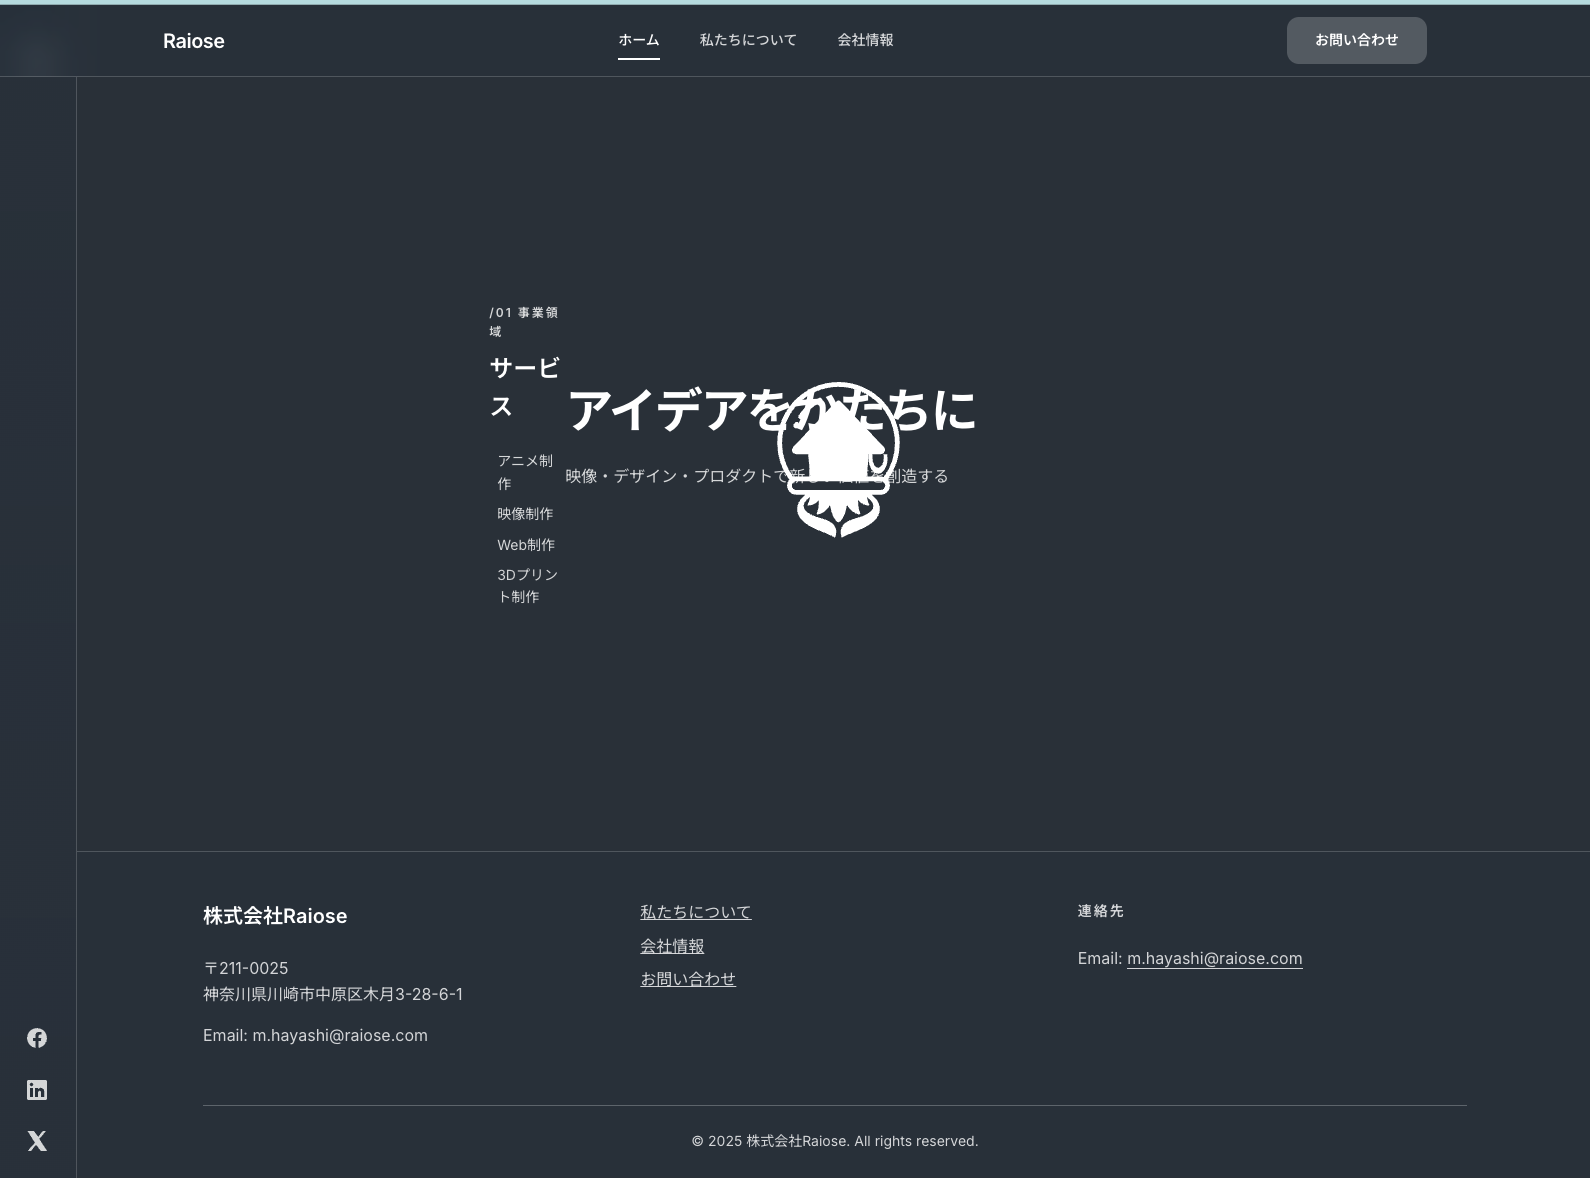 Raiose
ホーム
私たちについて
会社情報
お問い合わせ
/01 事業領
域
サービ
ス
アニメ制
作
映像制作
Web制作
3Dプリン
ト制作
アイデアをかたちに
映像・デザイン・プロダクトで新しい価値を創造する
株式会社Raiose
〒211-0025
神奈川県川崎市中原区木月3-28-6-1
Email: m.hayashi@raiose.com
私たちについて
会社情報
お問い合わせ
連絡先
Email: m.hayashi@raiose.com
© 2025 株式会社Raiose. All rights reserved.